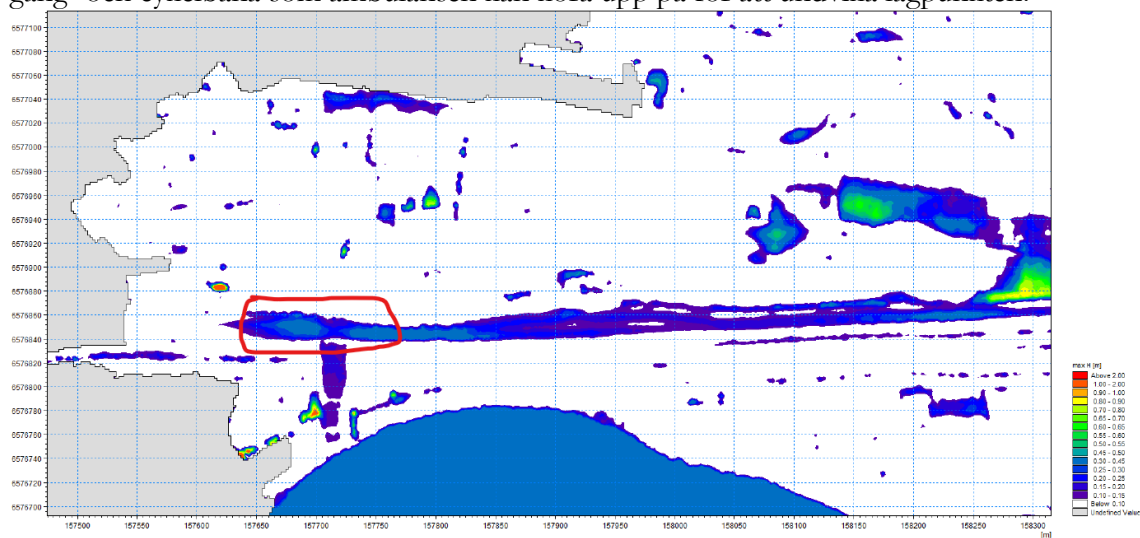 gång- och cykelbana som ambulansen kan köra upp på för att undvika lågpunkten.
6577100
6577080
6577060
6577040
6577020
6577000
6576980
6576960
6576940
6576920
6576900
6576880
6576860
6576840
6576820
6576800
6576780
6576760
6576740
6576720
6576700
157500 157550 157600 157650 157700 157750 157800 157850 157900 157950 158000 158050 158100 158150 158200 158250 158300
[m]
max H [m]
Above 2.00
1.00 - 2.00
0.90 - 1.00
0.80 - 0.90
0.70 - 0.80
0.65 - 0.70
0.60 - 0.65
0.55 - 0.60
0.50 - 0.55
0.45 - 0.50
0.30 - 0.45
0.25 - 0.30
0.20 - 0.25
0.15 - 0.20
0.10 - 0.15
Below 0.10
Undefined Value